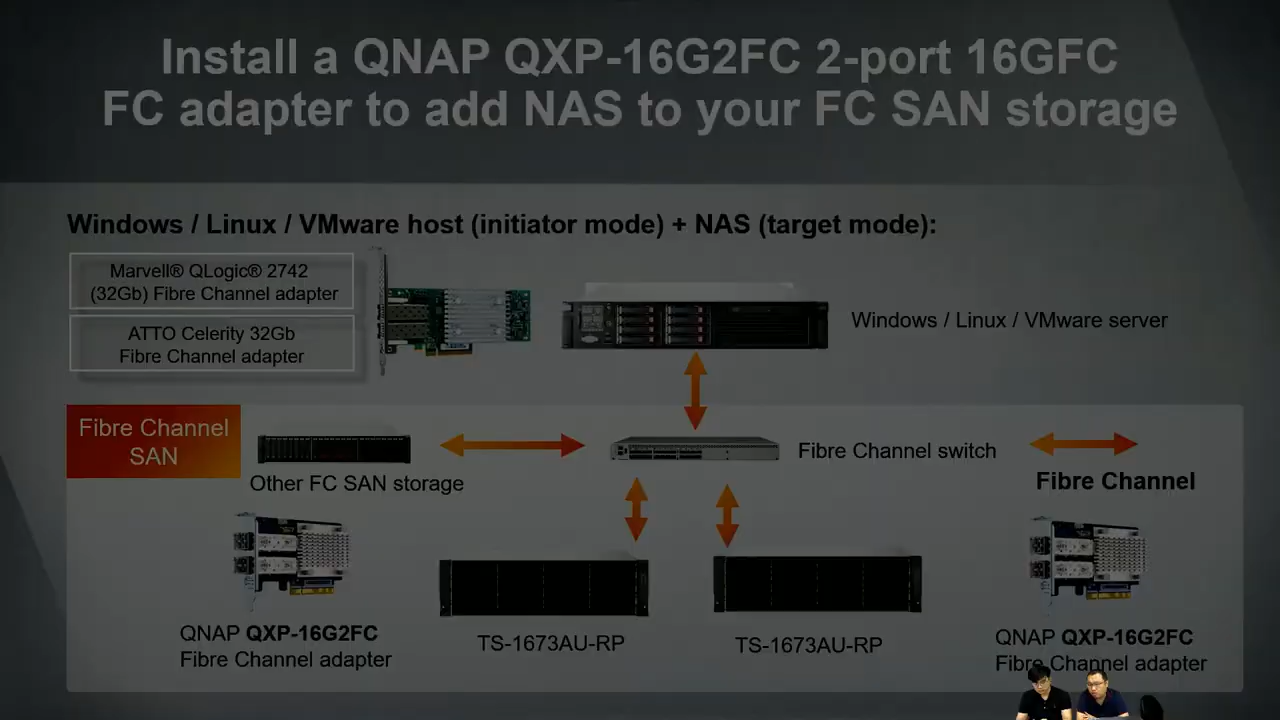 Install a QNAP QXP-16G2FC 2-port 16GFC
FC adapter to add NAS to your FC SAN storage
Windows / Linux / VMware host (initiator mode) + NAS (target mode):
Marvell® QLogic® 2742
(32Gb) Fibre Channel adapter
ATTO Celerity 32Gb
Fibre Channel adapter
Windows / Linux / VMware server
Fibre Channel
SAN
Other FC SAN storage
Fibre Channel switch
Fibre Channel
QNAP QXP-16G2FC
Fibre Channel adapter
TS-1673AU-RP
TS-1673AU-RP
QNAP QXP-16G2FC
Fibre Channel adapter